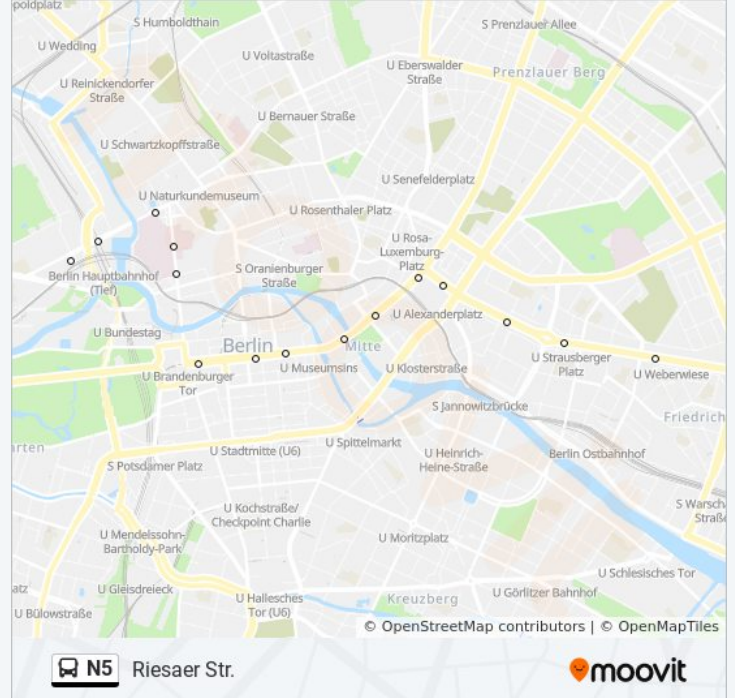 poldplatz
S Humboldthain
S Prenzlauer Allee
U Wedding
U Voltastraße
U Eberswalder
Straße
Prenzlauer Berg
U Reinickendorfer
Straße
U Bernauer Straße
U Schwartzkopffstraße
U Senefelderplatz
U Naturkundemuseum
U Rosenthaler Platz
U Rosa-
Luxemburg-
Platz
S Oranienburger
Straße
Berlin Hauptbahnhof
(Tief)
U Alexanderplatz
U Bundestag
Berlin
Mitte
U Strausberger
Platz
U Brandenburger
Tor
U Museumsins
U Klosterstraße
U Weberwiese
S Jannowitzbrücke
Friedrich
U Spittelmarkt
arten
U Stadtmitte (U6)
U Heinrich-
Heine-Straße
Berlin Ostbahnhof
S Potsdamer Platz
S Warsch
Straße
U Kochstraße/
Checkpoint Charlie
U Mendelssohn-
Bartholdy-Park
U Moritzplatz
U Schlesisches Tor
atz
U Gleisdreieck
U Hallesches
Tor (U6)
Kreuzberg
U Görlitzer Bahnhof
U Bülowstraße
© OpenStreetMap contributors | © OpenMapTiles
N5 Riesaer Str.
moovit